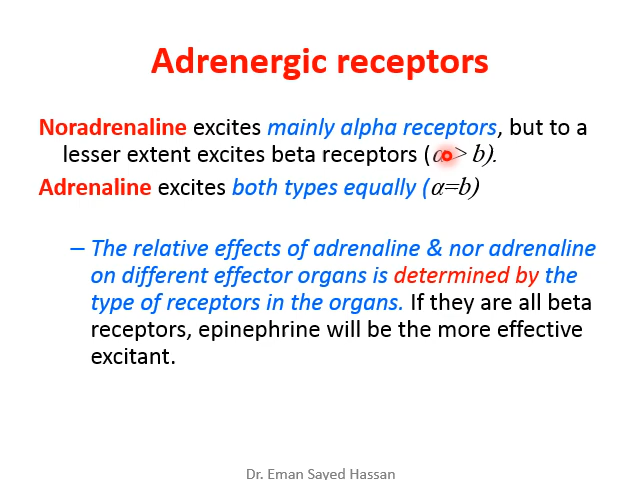 Adrenergic receptors
Noradrenaline excites mainly alpha receptors, but to a
lesser extent excites beta receptors (α> b).
Adrenaline excites both types equally (α=b)
– The relative effects of adrenaline & nor adrenaline
on different effector organs is determined by the
type of receptors in the organs. If they are all beta
receptors, epinephrine will be the more effective
excitant.
Dr. Eman Sayed Hassan